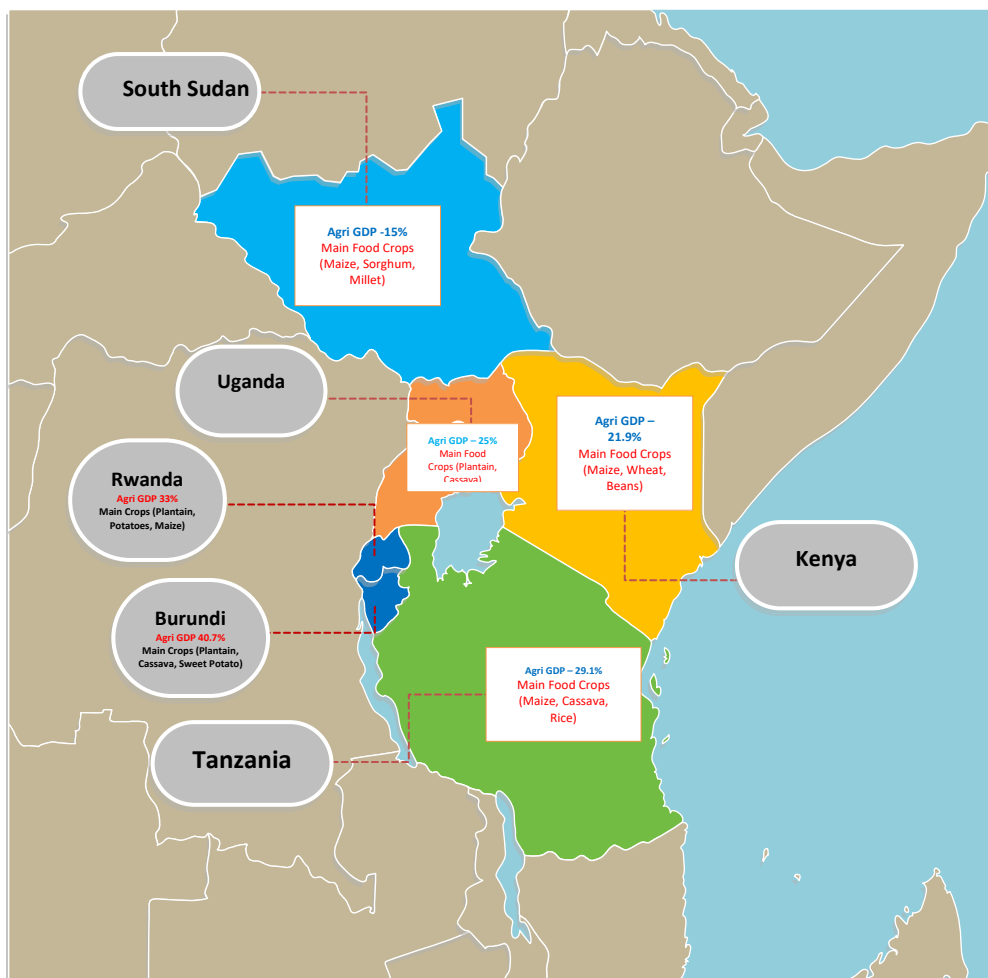 South Sudan
Agri GDP -15%
Main Food Crops
(Maize, Sorghum,
Millet)
Uganda
Agri GDP – 25%
Main Food
Crops (Plantain,
Cassava)
Agri GDP –
21.9%
Main Food Crops
(Maize, Wheat,
Beans)
Rwanda
Agri GDP 33%
Main Crops (Plantain,
Potatoes, Maize)
Kenya
Burundi
Agri GDP 40.7%
Main Crops (Plantain,
Cassava, Sweet Potato)
Agri GDP – 29.1%
Main Food Crops
(Maize, Cassava,
Rice)
Tanzania